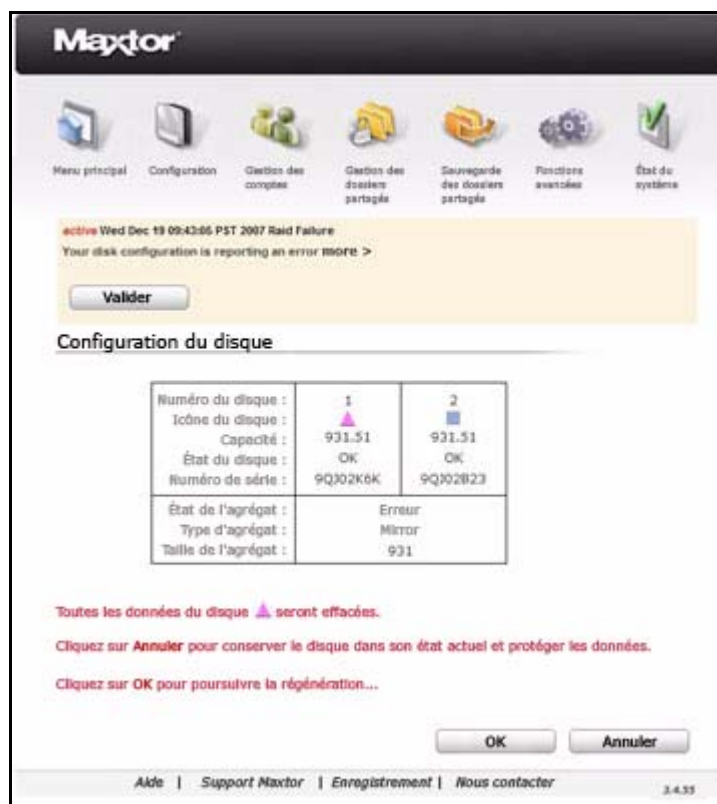 Maxtor
Menu principal
Configuration
Gestion des comptes
Gestion des dossiers partagés
Sauvegarde des dossiers partagés
Fonctions avancées
État du système
active Wed Dec 19 09:43:05 PST 2007 Raid Failure
Your disk configuration is reporting an error more >
Valider
Configuration du disque
Numéro du disque : 1 2
Icône du disque :
Capacité : 931.51 931.51
État du disque : OK OK
Numéro de série : 9QJ02K6K 9QJ02B23
État de l'agrégat : Erreur
Type d'agrégat : Mirror
Taille de l'agrégat : 931
Toutes les données du disque seront effacées.
Cliquez sur Annuler pour conserver le disque dans son état actuel et protéger les données.
Cliquez sur OK pour poursuivre la régénération...
OK Annuler
Aide | Support Maxtor | Enregistrement | Nous contacter
2.4.55